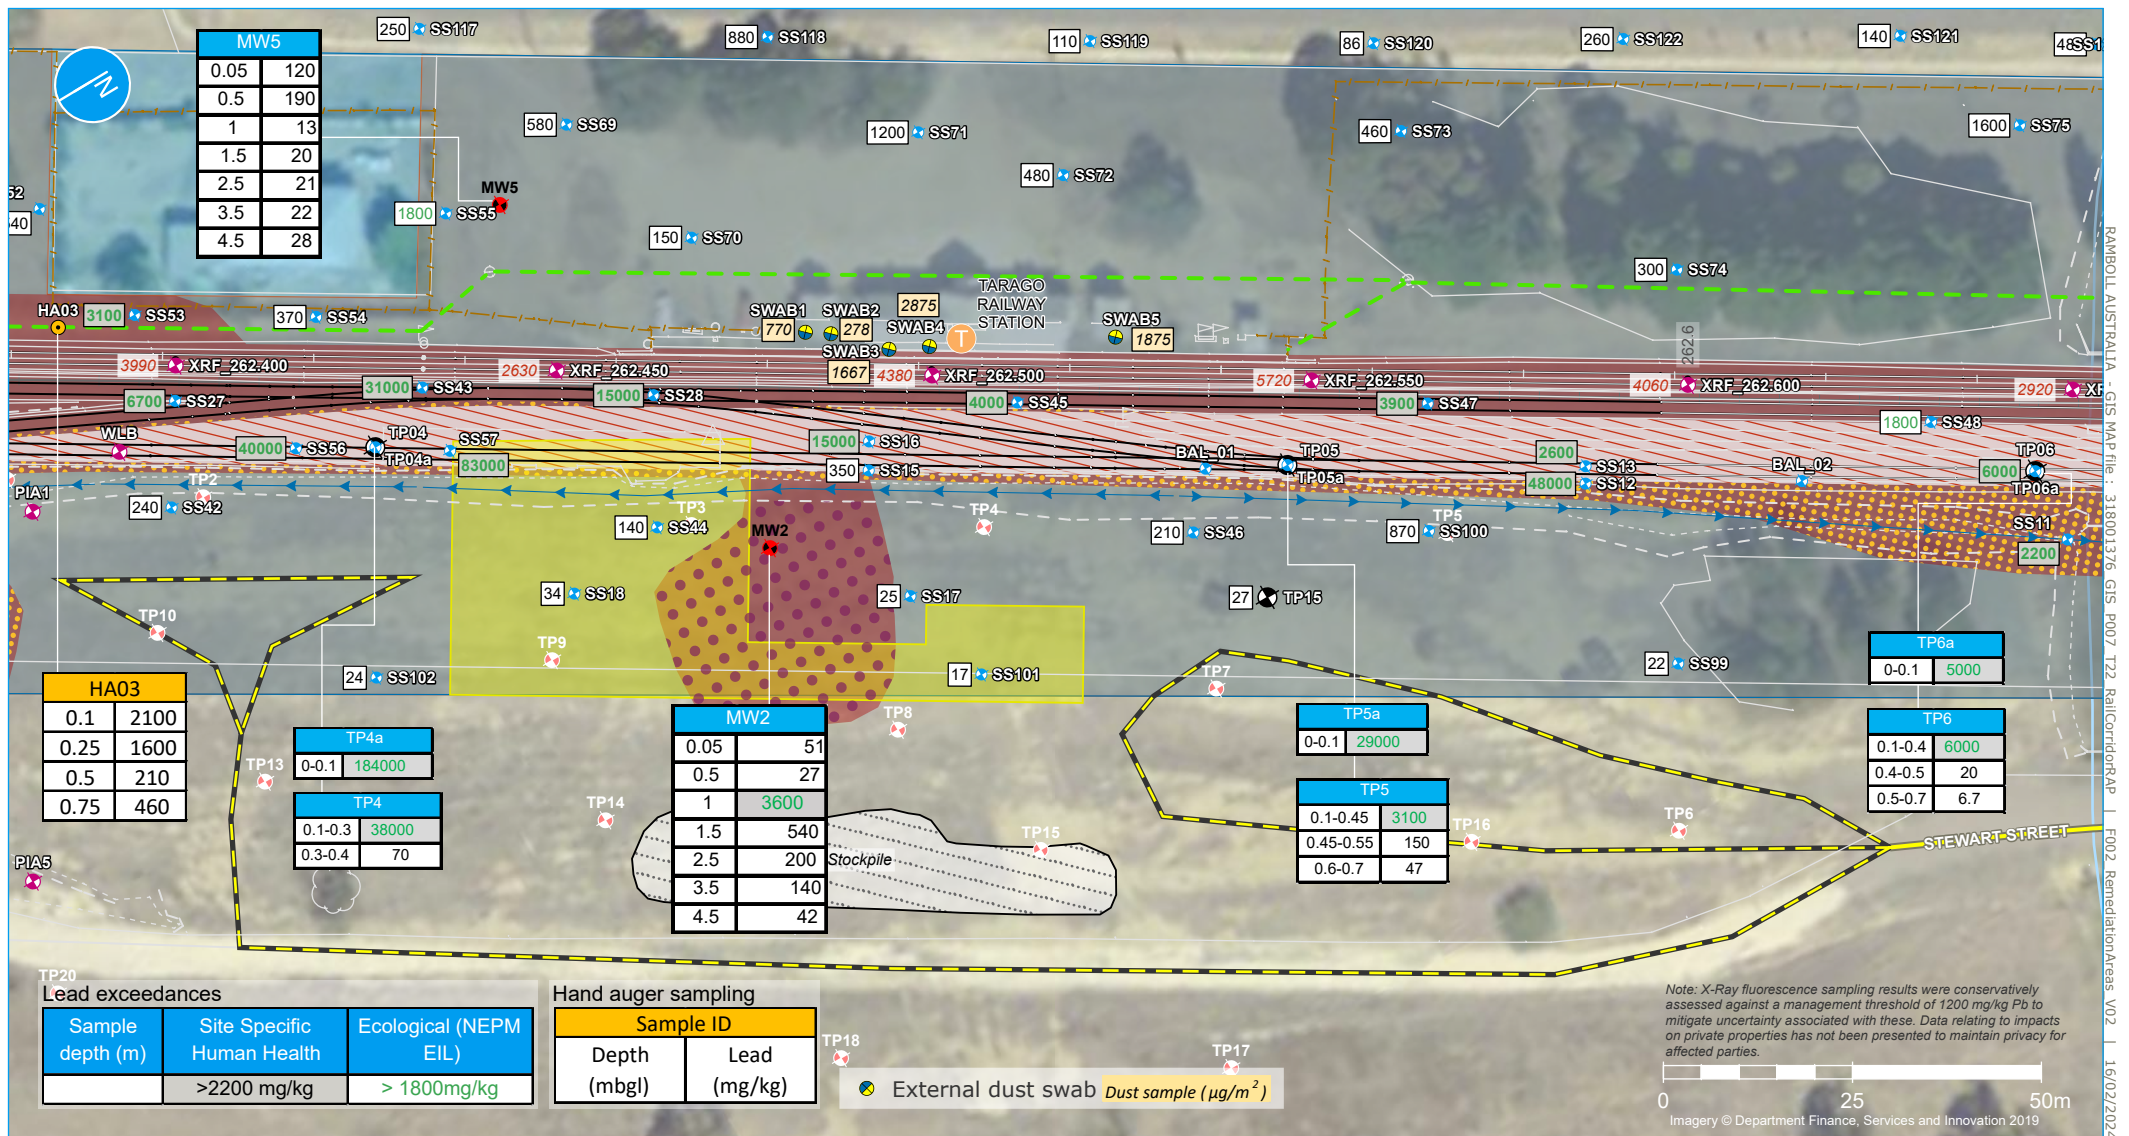 250 SS117
880 SS118
110 SS119
86 SS120
260 SS122
140 SS121
48 SS1
MW5
0.05 120
0.5 190
1 13
1.5 20
2.5 21
3.5 22
4.5 28
580 SS69
1200 SS71
480 SS72
460 SS73
1600 SS75
52
40
MW5
1800 SS55
150 SS70
300 SS74
TARAGO
RAILWAY
STATION
HA03
3100 SS53
370 SS54
SWAB1
770
SWAB2
278
2875
SWAB4
SWAB3
1667
T
SWAB5
1875
262.6
3990 XRF_262.400
2630 XRF_262.450
4380 XRF_262.500
5720 XRF_262.550
4060 XRF_262.600
2920 XR
6700 SS27
31000 SS43
15000 SS28
4000 SS45
3900 SS47
1800 SS48
WLB
40000 SS56
TP04
TP04a
SS57
83000
15000 SS16
350 SS15
BAL_01
TP05
TP05a
2600 SS13
48000 SS12
BAL_02
TP06
6000
TP06a
PIA1
TP2
240 SS42
TP3
140 SS44
MW2
TP4
210 SS46
TP5
870 SS100
SS11
2200
34 SS18
25 SS17
27 TP15
TP10
TP9
24 SS102
17 SS101
TP7
22 SS99
TP6a
0-0.1 5000
HA03
0.1 2100
0.25 1600
0.5 210
0.75 460
TP4a
0-0.1 184000
TP4
0.1-0.3 38000
0.3-0.4 70
TP13
TP14
MW2
0.05 51
0.5 27
1 3600
1.5 540
2.5 200
3.5 140
4.5 42
TP8
Stockpile
TP15
TP5a
0-0.1 29000
TP5
0.1-0.45 3100
0.45-0.55 150
0.6-0.7 47
TP16
TP6
TP6
0.1-0.4 6000
0.4-0.5 20
0.5-0.7 6.7
STEWART STREET
PIA5
TP20
TP18
TP17
Lead exceedances
Sample depth (m)
Site Specific Human Health
Ecological (NEPM EIL)
>2200 mg/kg
> 1800mg/kg
Hand auger sampling
Sample ID
Depth (mbgl)
Lead (mg/kg)
External dust swab Dust sample (µg/m²)
Note: X-Ray fluorescence sampling results were conservatively
assessed against a management threshold of 1200 mg/kg Pb to
mitigate uncertainty associated with these. Data relating to impacts
on private properties has not been presented to maintain privacy for
affected parties.
0 25 50m
Imagery © Department Finance, Services and Innovation 2019
RAMBOLL AUSTRALIA - GIS MAP file : 318001376_GIS_P007_T22_RailCorridorRAP | F002_RemediationAreas_V02 | 16/02/2024